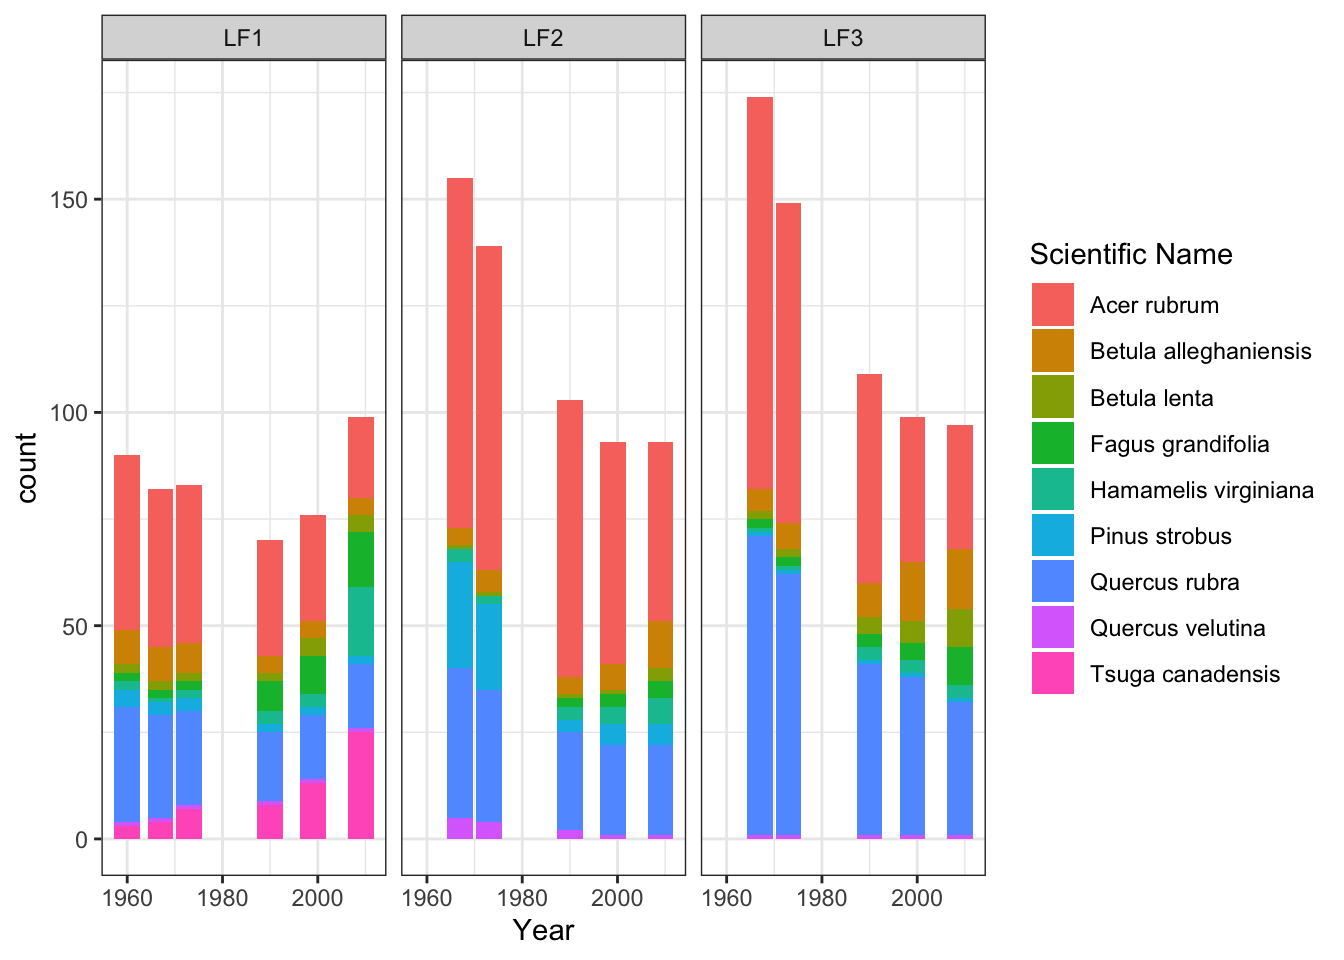 LF1 LF2 LF3
150
100
50
0
count
1960 1980 2000 1960 1980 2000 1960 1980 2000
Year
Scientific Name
Acer rubrum
Betula alleghaniensis
Betula lenta
Fagus grandifolia
Hamamelis virginiana
Pinus strobus
Quercus rubra
Quercus velutina
Tsuga canadensis